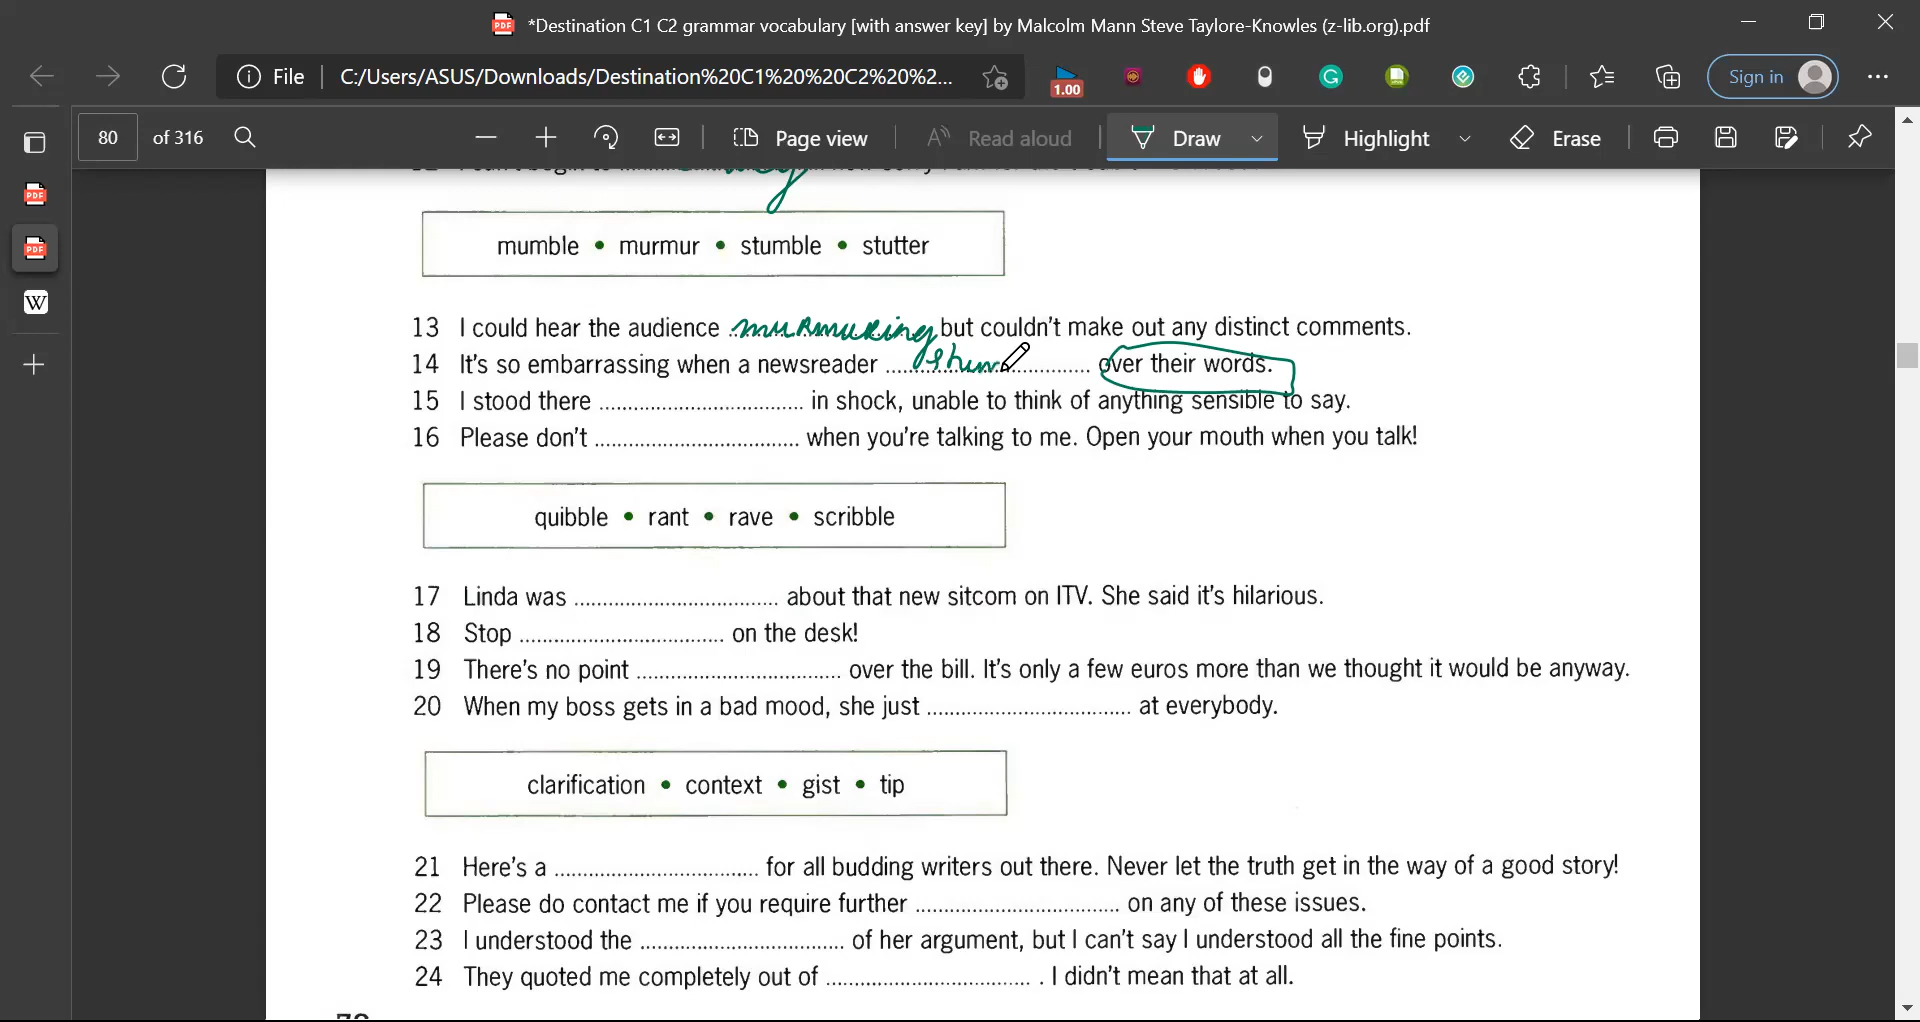 *Destination C1 C2 grammar vocabulary [with answer key] by Malcolm Mann Steve Taylore-Knowles (z-lib.org).pdf
File C:/Users/ASUS/Downloads/Destination%20C1%20%20C2%20%2... 1.00 Sign in
80 of 316 Page view Read aloud Draw Highlight Erase
mumble • murmur • stumble • stutter
13 I could hear the audience murmuring but couldn't make out any distinct comments.
14 It's so embarrassing when a newsreader .............................. over their words.
15 I stood there .............................. in shock, unable to think of anything sensible to say.
16 Please don't .............................. when you're talking to me. Open your mouth when you talk!
quibble • rant • rave • scribble
17 Linda was .............................. about that new sitcom on ITV. She said it's hilarious.
18 Stop .............................. on the desk!
19 There's no point .............................. over the bill. It's only a few euros more than we thought it would be anyway.
20 When my boss gets in a bad mood, she just .............................. at everybody.
clarification • context • gist • tip
21 Here's a .............................. for all budding writers out there. Never let the truth get in the way of a good story!
22 Please do contact me if you require further .............................. on any of these issues.
23 I understood the .............................. of her argument, but I can't say I understood all the fine points.
24 They quoted me completely out of .............................. . I didn't mean that at all.